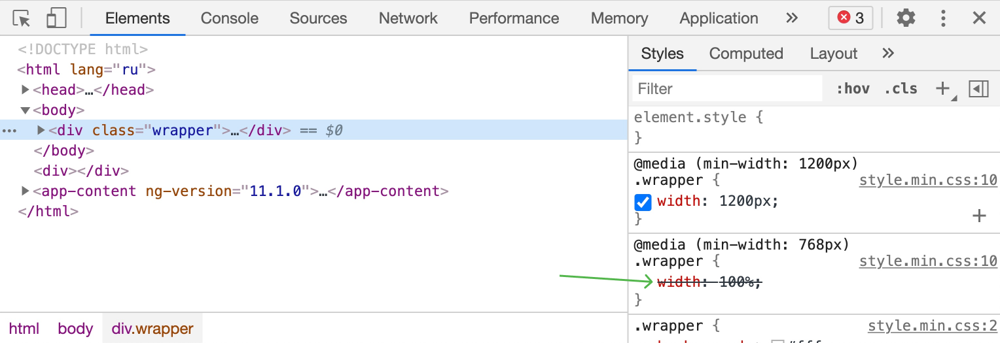 Elements Console Sources Network Performance Memory Application » 3
<!DOCTYPE html>
<html lang="ru">
<head>…</head>
<body>
… <div class="wrapper">…</div> == $0
</body>
<div></div>
<app-content ng-version="11.1.0">…</app-content>
</html>
html body div.wrapper
Styles Computed Layout »
Filter :hov .cls +
element.style {
}
@media (min-width: 1200px)
.wrapper { style.min.css:10
width: 1200px;
}
+
@media (min-width: 768px)
.wrapper { style.min.css:10
width: 100%;
}
.wrapper { style.min.css:2